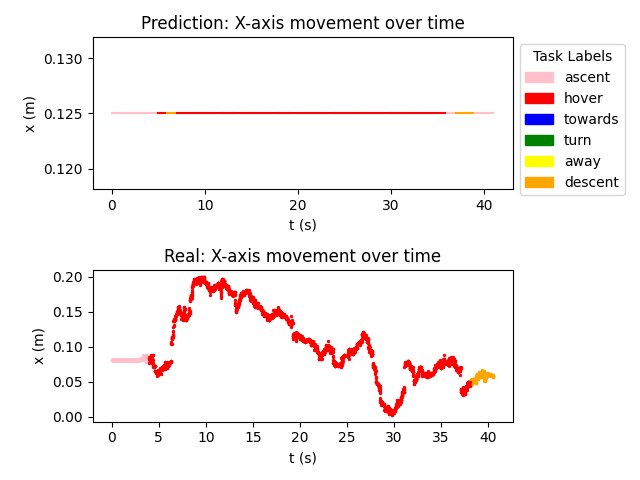 Prediction: X-axis movement over time
0.130
0.125
0.120
x (m)
0
10
20
30
40
t (s)
Task Labels
ascent
hover
towards
turn
away
descent
Real: X-axis movement over time
0.20
0.15
0.10
0.05
0.00
x (m)
0
5
10
15
20
25
30
35
40
t (s)